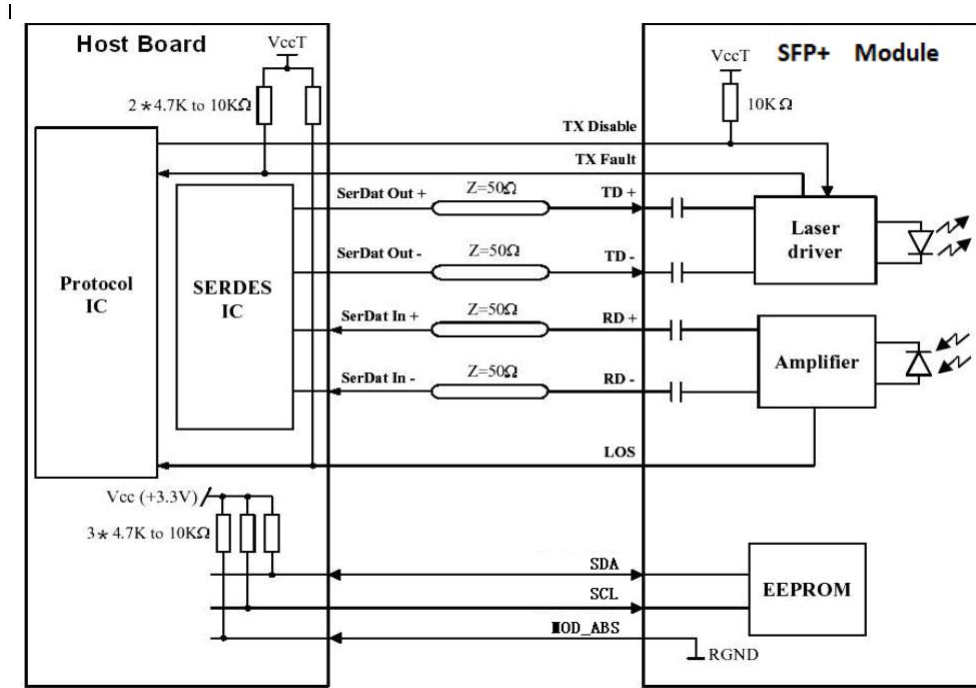 Host Board
VccT
2*4.7K to 10KΩ
VccT
SFP+ Module
10KΩ
TX Disable
TX Fault
SerDat Out +
Z=50Ω
TD +
SerDat Out -
Z=50Ω
TD -
SerDat In +
Z=50Ω
RD +
SerDat In -
Z=50Ω
RD -
LOS
Protocol
IC
SERDES
IC
Laser
driver
Amplifier
Vcc (+3.3V)
3*4.7K to 10KΩ
SDA
SCL
MOD_ABS
EEPROM
RGND